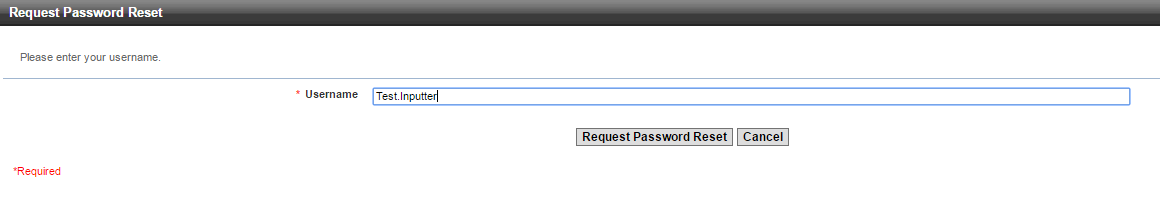 Request Password Reset
Please enter your username.
* Username Test.Inputter
Request Password Reset Cancel
*Required